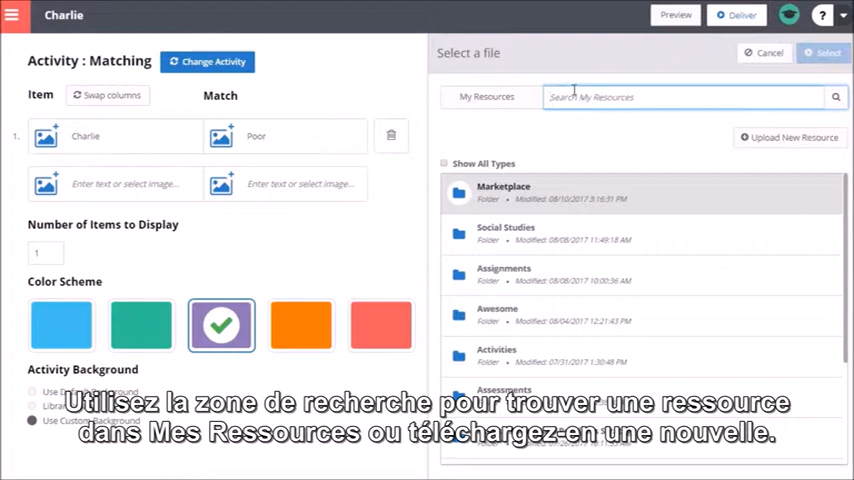 Charlie
Preview
Deliver
?
Activity : Matching
Change Activity
Select a file
Cancel
Select
Item
Swap columns
Match
My Resources
Search My Resources
1.
Charlie
Poor
Upload New Resource
Show All Types
Enter text or select image...
Enter text or select image...
Marketplace
Folder • Modified: 08/10/2017 3:16:31 PM
Number of Items to Display
1
Social Studies
Folder • Modified: 08/08/2017 11:49:18 AM
Color Scheme
Assignments
Folder • Modified: 08/08/2017 10:00:36 AM
Awesome
Folder • Modified: 08/04/2017 12:21:43 PM
Activities
Folder • Modified: 07/31/2017 1:30:48 PM
Activity Background
Use Default Background
Use Custom Background
Assessments
Utilisez la zone de recherche pour trouver une ressource
dans Mes Ressources ou téléchargez-en une nouvelle.